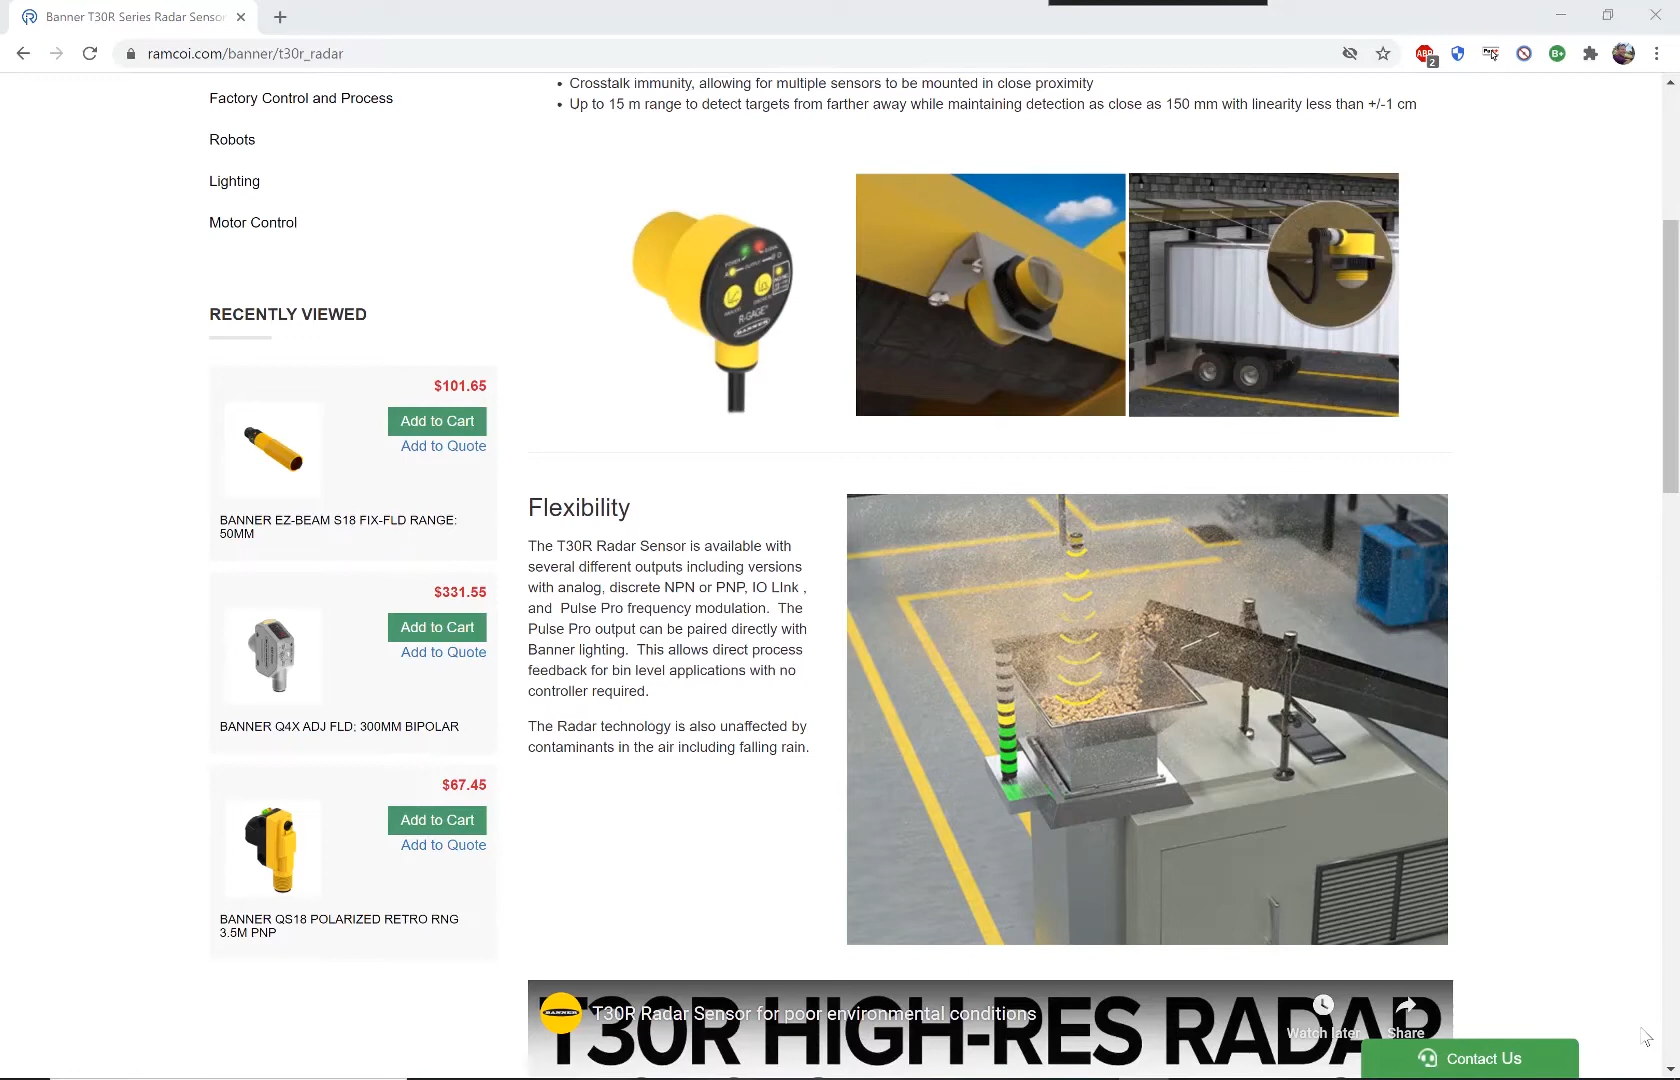 Banner T30R Series Radar Sensor
ramcoi.com/banner/t30r_radar
ABP
2
B+
Factory Control and Process
Robots
Lighting
Motor Control
RECENTLY VIEWED
$101.65
Add to Cart
Add to Quote
BANNER EZ-BEAM S18 FIX-FLD RANGE:
50MM
$331.55
Add to Cart
Add to Quote
BANNER Q4X ADJ FLD; 300MM BIPOLAR
$67.45
Add to Cart
Add to Quote
BANNER QS18 POLARIZED RETRO RNG
3.5M PNP
• Crosstalk immunity, allowing for multiple sensors to be mounted in close proximity
• Up to 15 m range to detect targets from farther away while maintaining detection as close as 150 mm with linearity less than +/-1 cm
R-GAGE
BANNER
Flexibility
The T30R Radar Sensor is available with
several different outputs including versions
with analog, discrete NPN or PNP, IO LInk ,
and Pulse Pro frequency modulation. The
Pulse Pro output can be paired directly with
Banner lighting. This allows direct process
feedback for bin level applications with no
controller required.
The Radar technology is also unaffected by
contaminants in the air including falling rain.
BANNER
T30R Radar Sensor for poor environmental conditions
T30R HIGH-RES RADAR
Watch later
Share
Contact Us